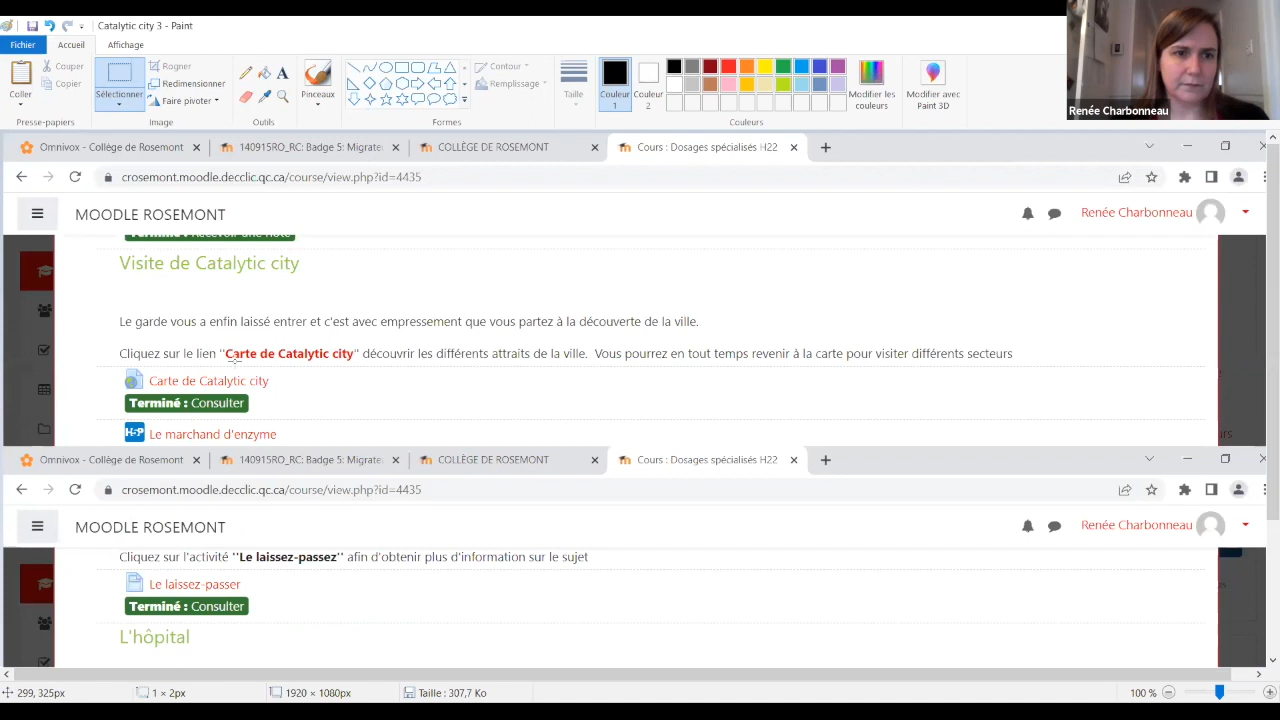 Catalytic city 3 - Paint
Fichier Accueil Affichage
Coller
Couper
Copier
Presse-papiers
Sélectionner
Rogner
Redimensionner
Faire pivoter
Image
Outils
Pinceaux
Contour
Remplissage
Formes
Taille
Couleur 1
Couleur 2
Modifier les couleurs
Couleurs
Modifier avec Paint 3D
Renée Charbonneau
Omnivox - Collège de Rosemont 140915RO_RC: Badge 5: Migrate: COLLÈGE DE ROSEMONT Cours : Dosages spécialisés H22
crosemont.moodle.decclic.qc.ca/course/view.php?id=4435
MOODLE ROSEMONT Renée Charbonneau
Terminé : Recevoir une note
Visite de Catalytic city
Le garde vous a enfin laissé entrer et c'est avec empressement que vous partez à la découverte de la ville.
Cliquez sur le lien "Carte de Catalytic city" découvrir les différents attraits de la ville. Vous pourrez en tout temps revenir à la carte pour visiter différents secteurs
Carte de Catalytic city
Terminé : Consulter
H-P Le marchand d'enzyme
Omnivox - Collège de Rosemont 140915RO_RC: Badge 5: Migrate: COLLÈGE DE ROSEMONT Cours : Dosages spécialisés H22
crosemont.moodle.decclic.qc.ca/course/view.php?id=4435
MOODLE ROSEMONT Renée Charbonneau
Cliquez sur l'activité ''Le laissez-passez'' afin d'obtenir plus d'information sur le sujet
Le laissez-passer
Terminé : Consulter
L'hôpital
299, 325px 1 × 2px 1920 × 1080px Taille : 307,7 Ko 100 %